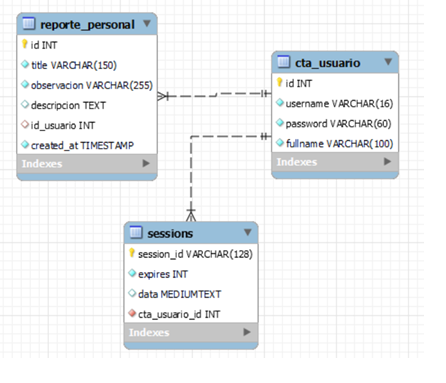 reporte_personal
id INT
title VARCHAR(150)
observacion VARCHAR(255)
descripcion TEXT
id_usuario INT
created_at TIMESTAMP
Indexes
cta_usuario
id INT
username VARCHAR(16)
password VARCHAR(60)
fullname VARCHAR(100)
Indexes
sessions
session_id VARCHAR(128)
expires INT
data MEDIUMTEXT
cta_usuario_id INT
Indexes